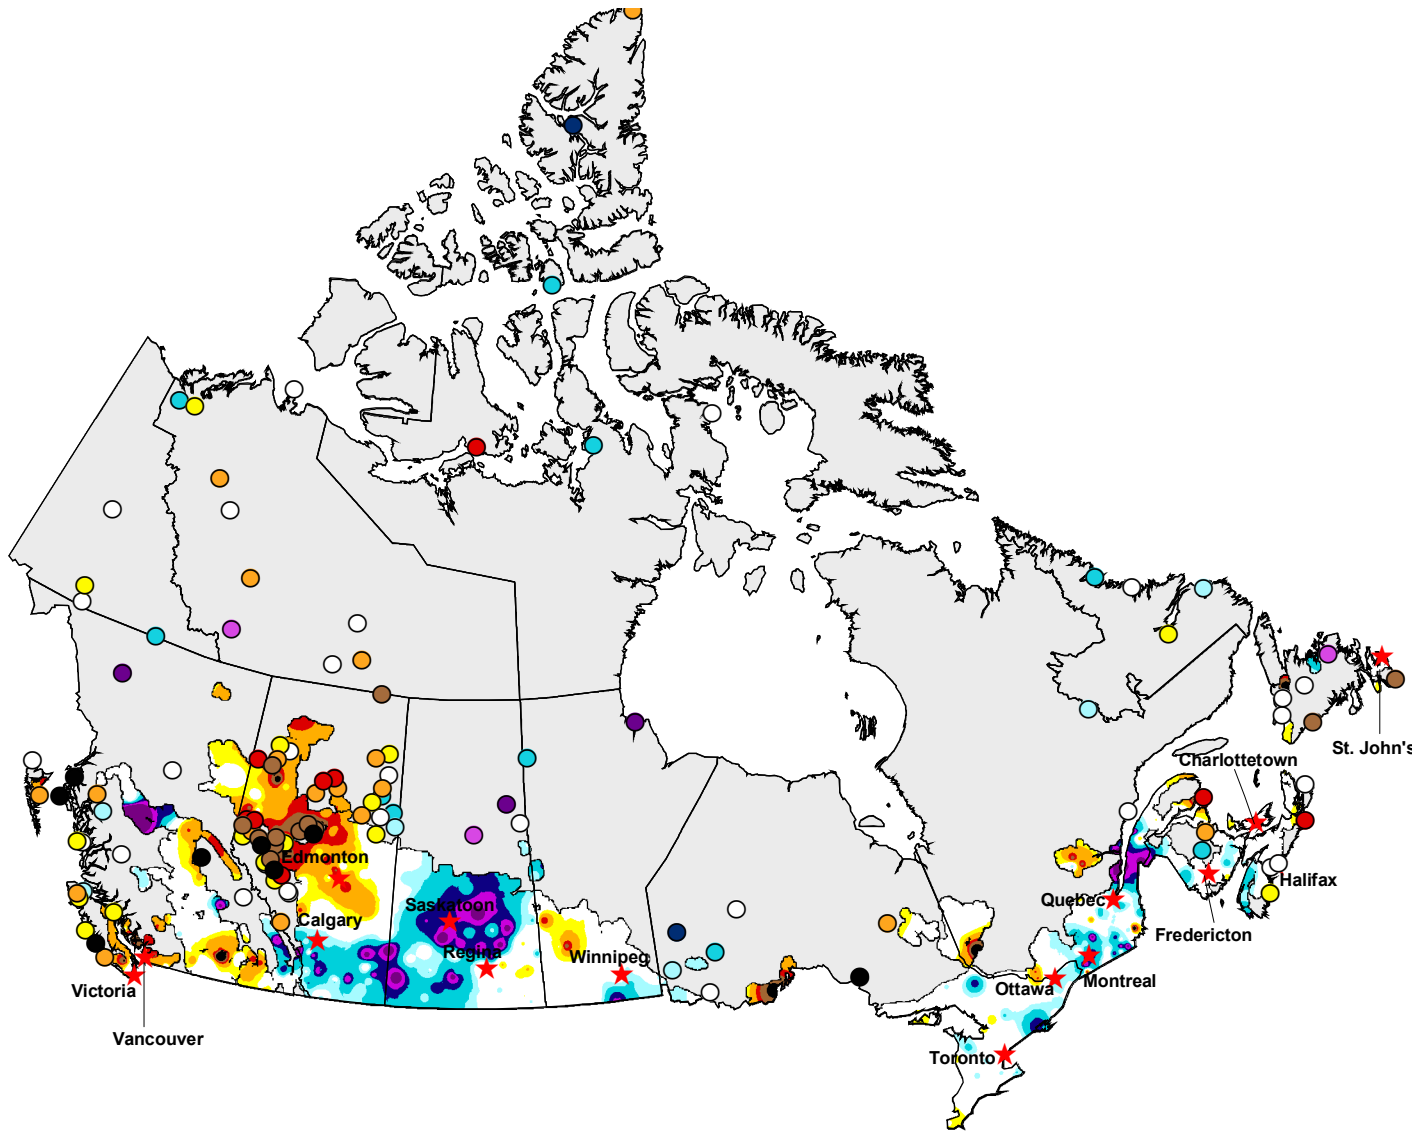 St. John's
Charlottetown
Edmonton
Halifax
Quebec
Saskatoon
Calgary
Fredericton
Regina
Winnipeg
Montreal
Ottawa
Victoria
Vancouver
Toronto